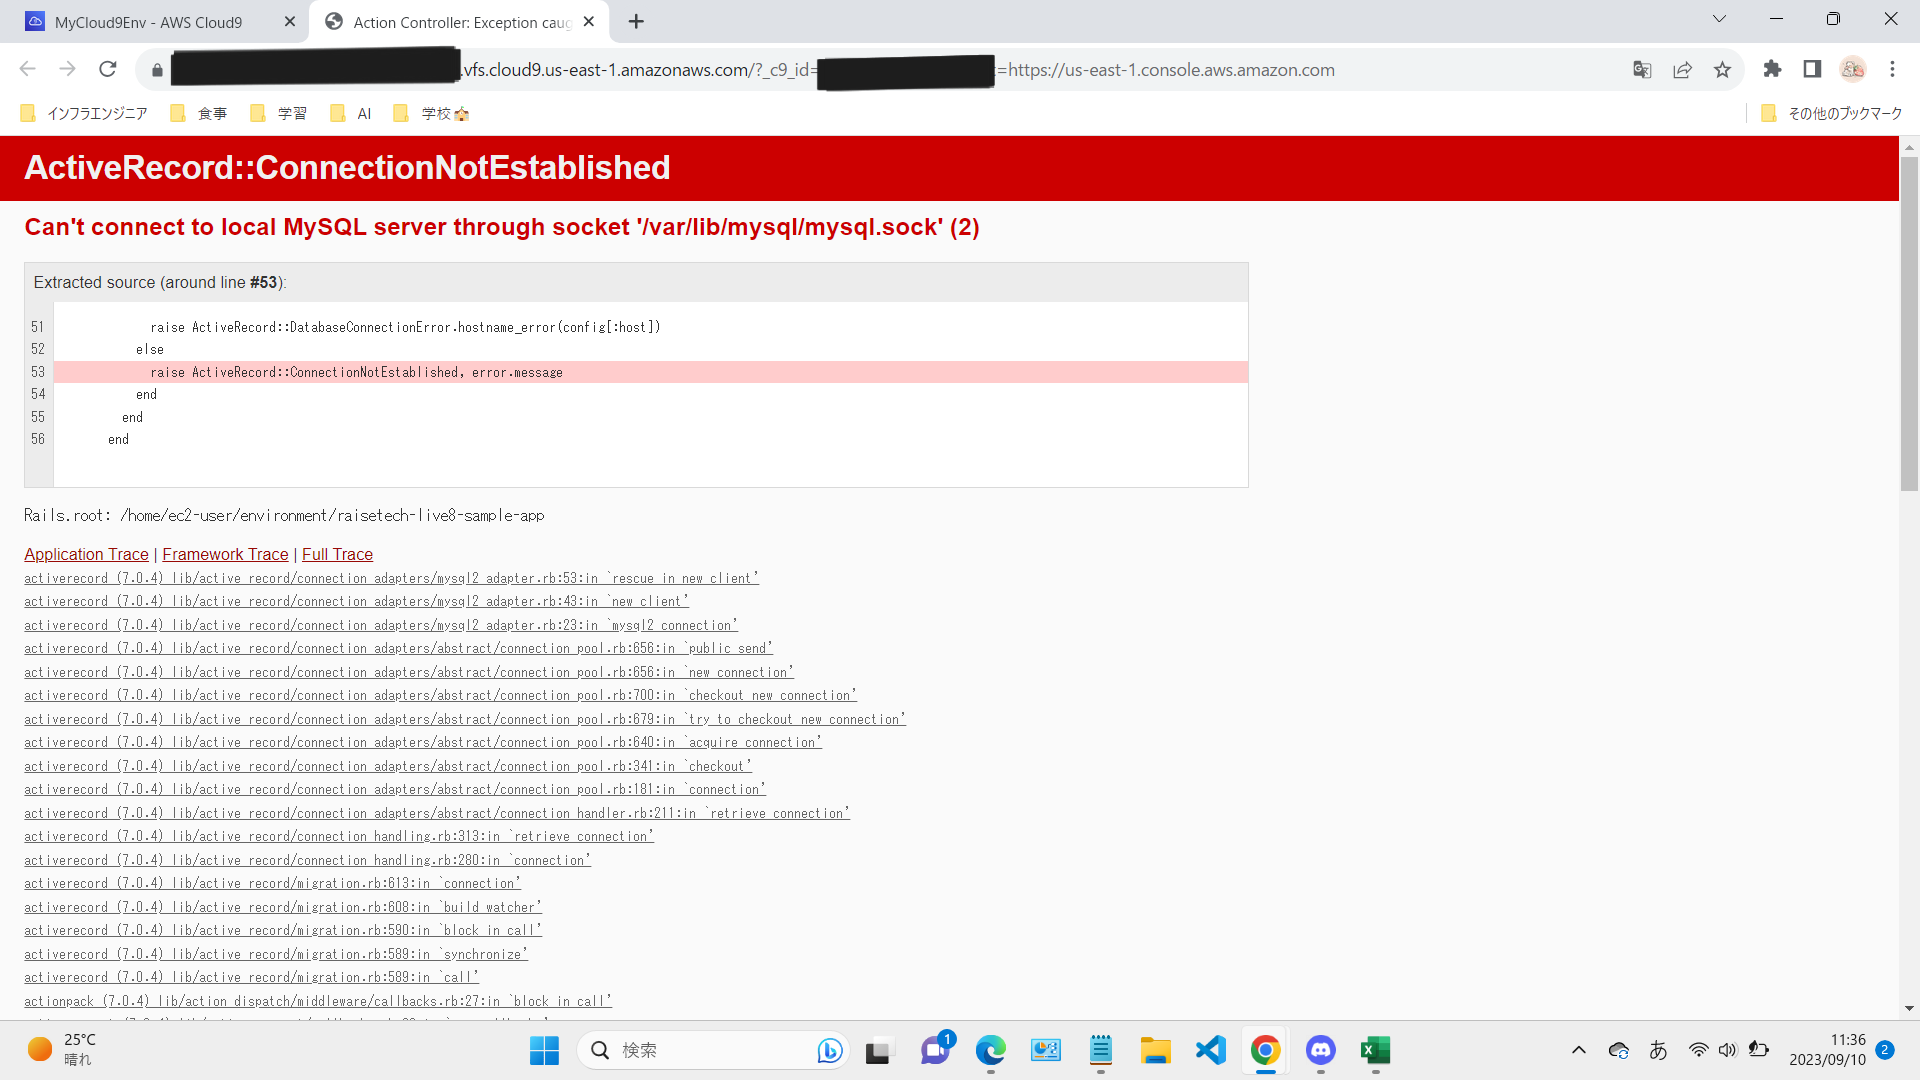 MyCloud9Env - AWS Cloud9
Action Controller: Exception caug
.vfs.cloud9.us-east-1.amazonaws.com/?_c9_id=
=https://us-east-1.console.aws.amazon.com
インフラエンジニア
食事
学習
AI
学校
その他のブックマーク
ActiveRecord::ConnectionNotEstablished
Can't connect to local MySQL server through socket '/var/lib/mysql/mysql.sock' (2)
Extracted source (around line #53):
51 raise ActiveRecord::DatabaseConnectionError.hostname_error(config[:host])
52 else
53 raise ActiveRecord::ConnectionNotEstablished, error.message
54 end
55 end
56 end
Rails.root: /home/ec2-user/environment/raisetech-live8-sample-app
Application Trace | Framework Trace | Full Trace
activerecord (7.0.4) lib/active_record/connection_adapters/mysql2_adapter.rb:53:in `rescue in new_client'
activerecord (7.0.4) lib/active_record/connection_adapters/mysql2_adapter.rb:43:in `new_client'
activerecord (7.0.4) lib/active_record/connection_adapters/mysql2_adapter.rb:23:in `mysql2_connection'
activerecord (7.0.4) lib/active_record/connection_adapters/abstract/connection_pool.rb:656:in `public_send'
activerecord (7.0.4) lib/active_record/connection_adapters/abstract/connection_pool.rb:656:in `new_connection'
activerecord (7.0.4) lib/active_record/connection_adapters/abstract/connection_pool.rb:700:in `checkout_new_connection'
activerecord (7.0.4) lib/active_record/connection_adapters/abstract/connection_pool.rb:679:in `try_to_checkout_new_connection'
activerecord (7.0.4) lib/active_record/connection_adapters/abstract/connection_pool.rb:640:in `acquire_connection'
activerecord (7.0.4) lib/active_record/connection_adapters/abstract/connection_pool.rb:341:in `checkout'
activerecord (7.0.4) lib/active_record/connection_adapters/abstract/connection_pool.rb:181:in `connection'
activerecord (7.0.4) lib/active_record/connection_adapters/abstract/connection_handler.rb:211:in `retrieve_connection'
activerecord (7.0.4) lib/active_record/connection_handling.rb:313:in `retrieve_connection'
activerecord (7.0.4) lib/active_record/connection_handling.rb:280:in `connection'
activerecord (7.0.4) lib/active_record/migration.rb:613:in `connection'
activerecord (7.0.4) lib/active_record/migration.rb:608:in `build_watcher'
activerecord (7.0.4) lib/active_record/migration.rb:590:in `block in call'
activerecord (7.0.4) lib/active_record/migration.rb:589:in `synchronize'
activerecord (7.0.4) lib/active_record/migration.rb:589:in `call'
actionpack (7.0.4) lib/action_dispatch/middleware/callbacks.rb:27:in `block in call'
25°C
晴れ
検索
1
あ
11:36
2023/09/10
2